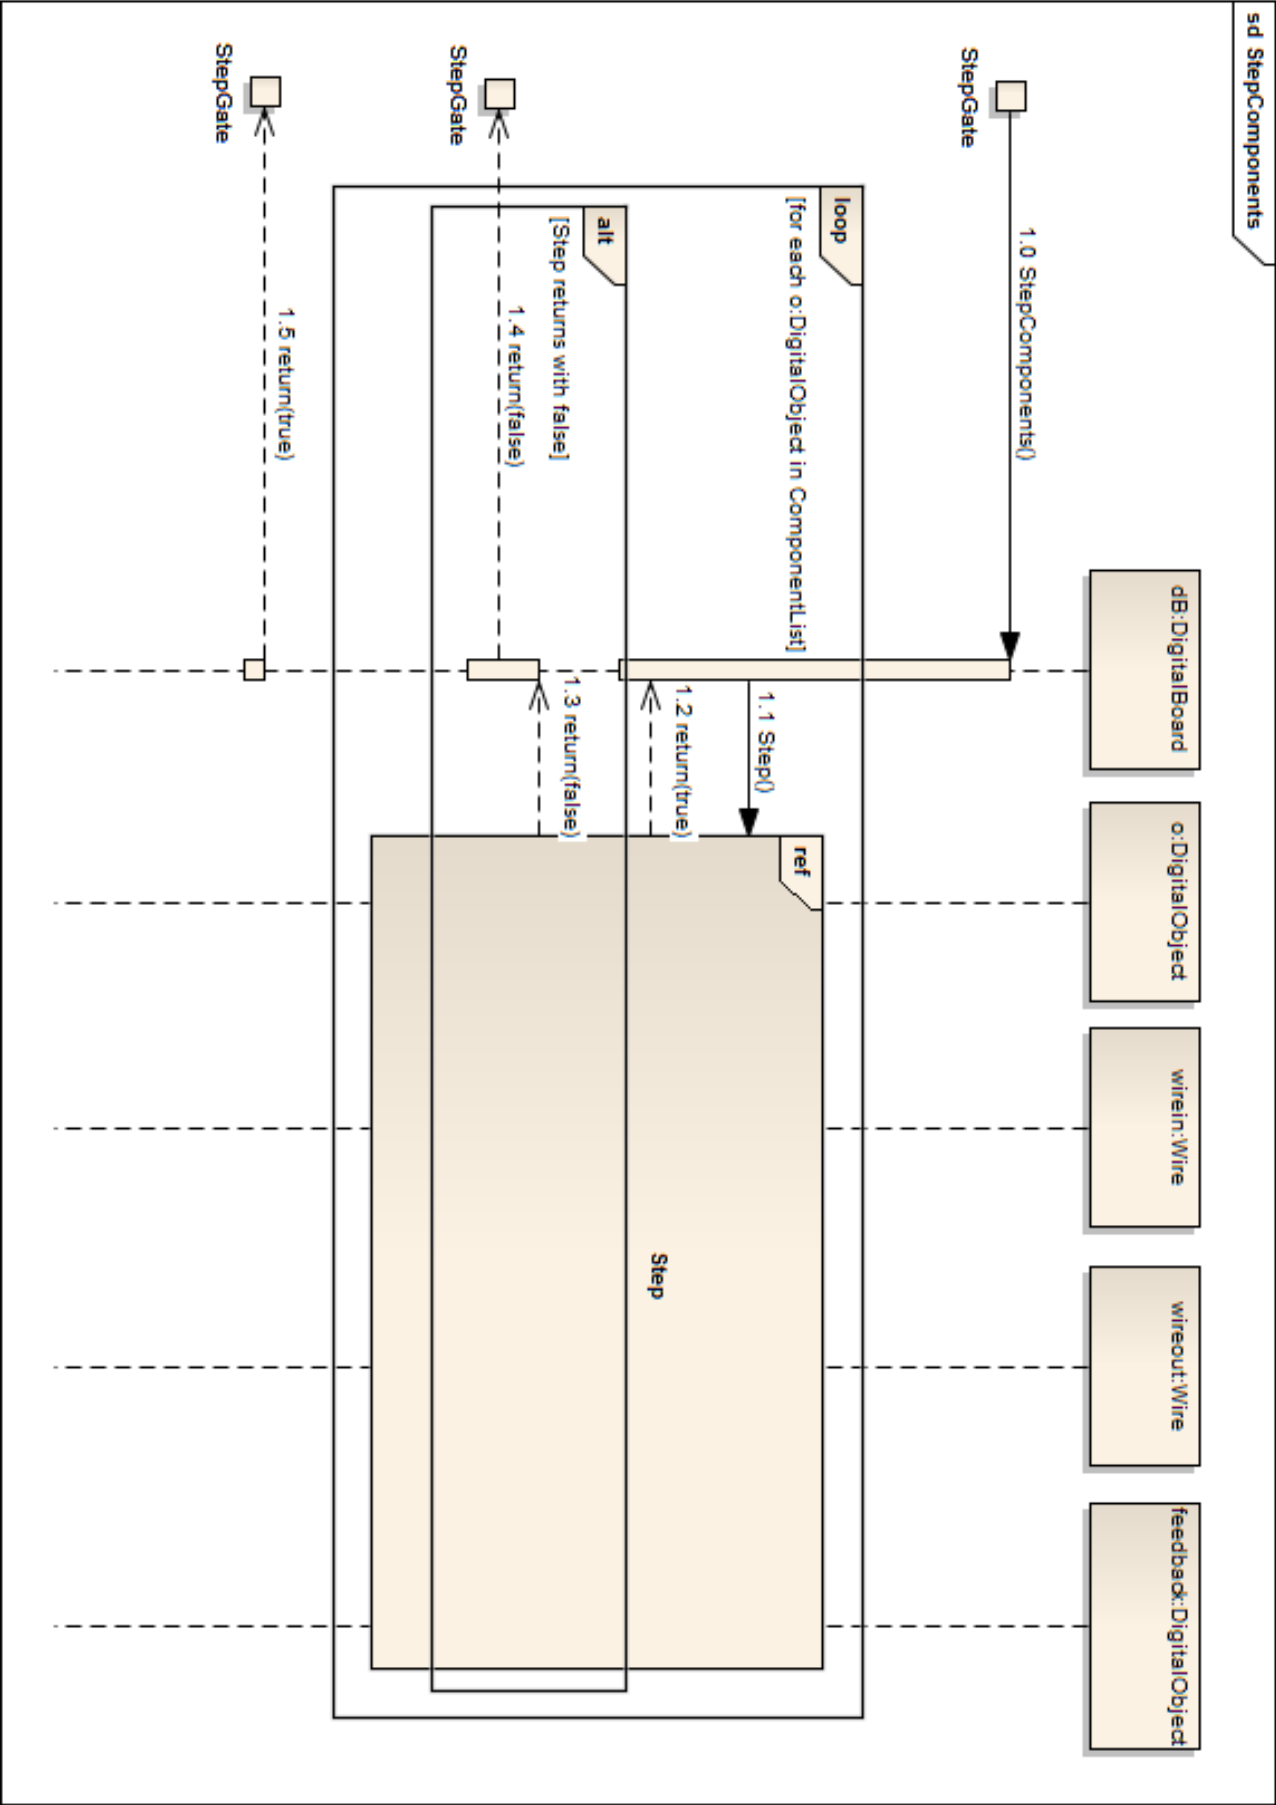 sd StepComponents
dB:DigitalBoard
o:DigitalObject
wirein:Wire
wireout:Wire
feedback:DigitalObject
StepGate
1.0 StepComponents()
loop
[for each o:DigitalObject in ComponentList]
ref
1.1 Step()
Step
1.2 return(true)
alt
[Step returns with false]
1.3 return(false)
1.4 return(false)
StepGate
1.5 return(true)
StepGate